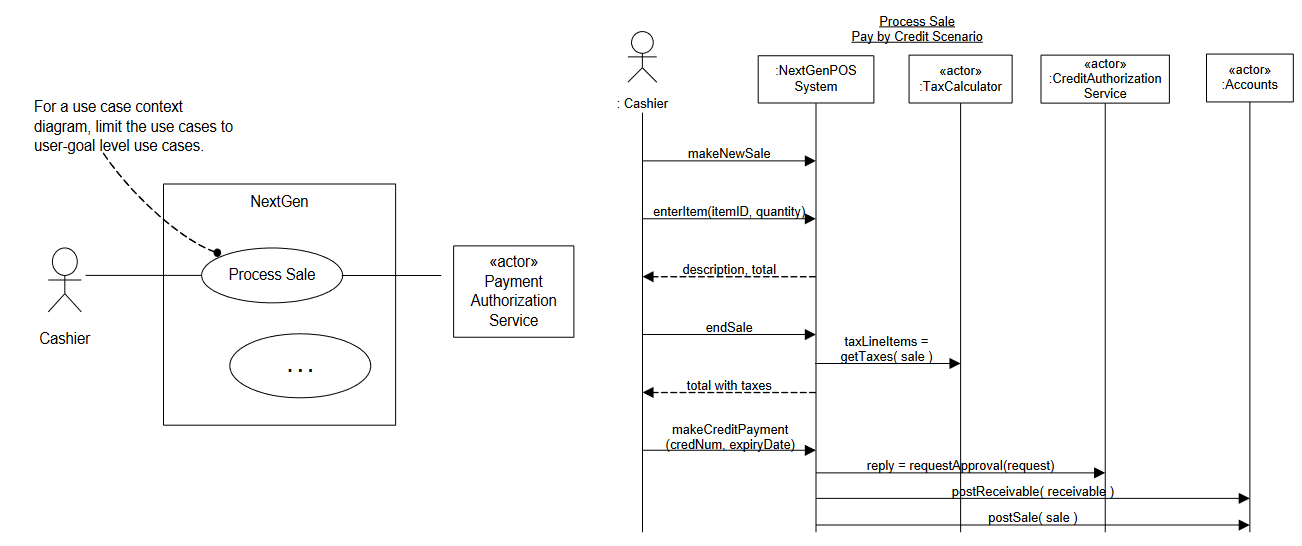 For a use case context
diagram, limit the use cases to
user-goal level use cases.
NextGen
Cashier
Process Sale
«actor»
Payment
Authorization
Service
. . .
Process Sale
Pay by Credit Scenario
: Cashier
:NextGenPOS
System
«actor»
:TaxCalculator
«actor»
:CreditAuthorization
Service
«actor»
:Accounts
makeNewSale
enterItem(itemID, quantity)
description, total
endSale
taxLineItems =
getTaxes( sale )
total with taxes
makeCreditPayment
(credNum, expiryDate)
reply = requestApproval(request)
postReceivable( receivable )
postSale( sale )